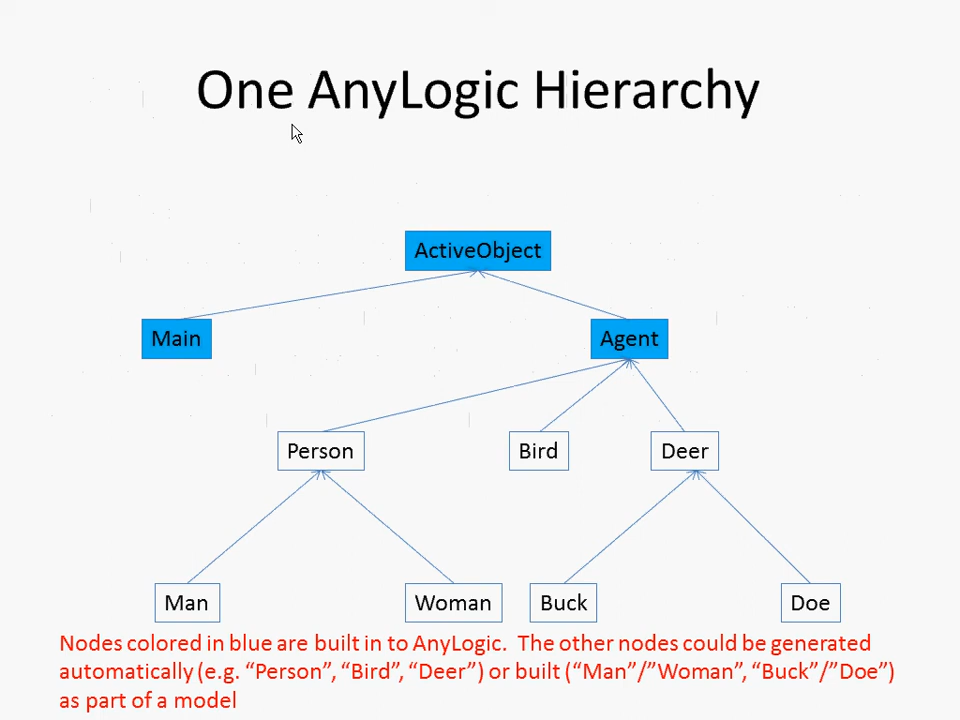 One AnyLogic Hierarchy
ActiveObject
Main
Agent
Person
Bird
Deer
Man
Woman
Buck
Doe
Nodes colored in blue are built in to AnyLogic.  The other nodes could be generated
automatically (e.g. “Person”, “Bird”, “Deer”) or built (“Man”/”Woman”, “Buck”/”Doe”)
as part of a model